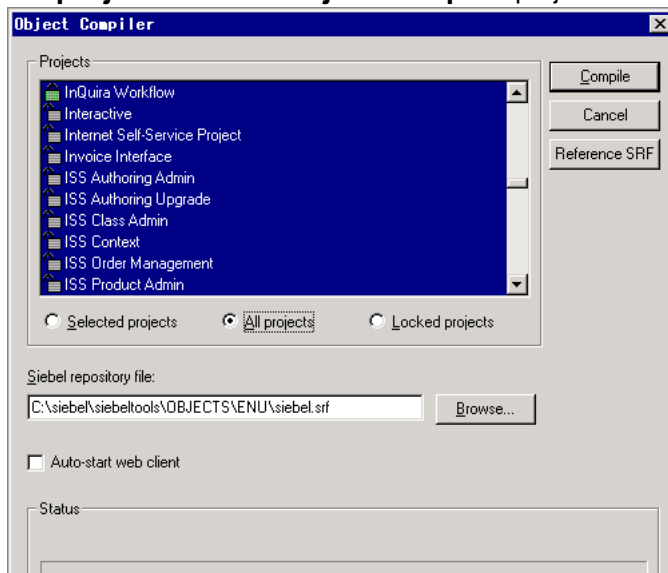 Object Compiler
Projects
InQuira Workflow
Interactive
Internet Self-Service Project
Invoice Interface
ISS Authoring Admin
ISS Authoring Upgrade
ISS Class Admin
ISS Context
ISS Order Management
ISS Product Admin
Selected projects All projects Locked projects
Compile
Cancel
Reference SRF
Siebel repository file:
C:\siebel\siebeltools\OBJECTS\ENU\siebel.srf Browse...
Auto-start web client
Status